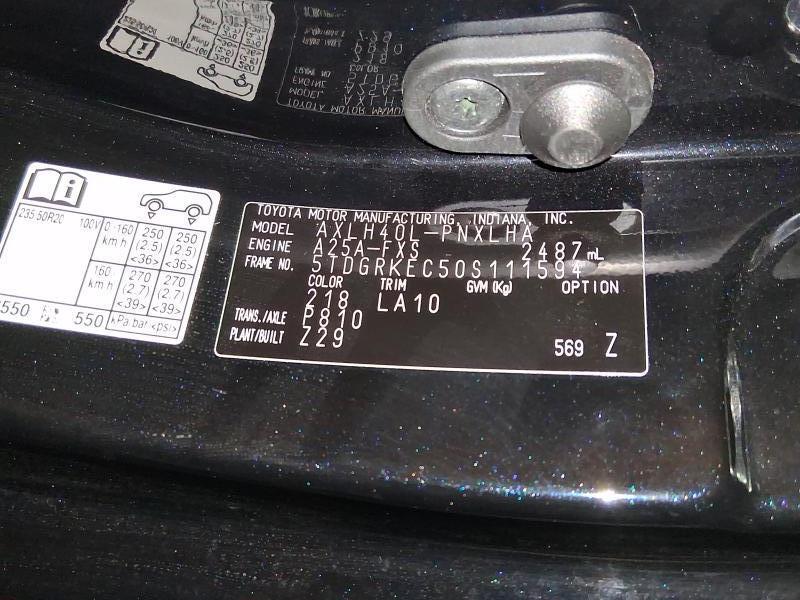 235.50R20
100V
0-160 km/h
250 (2.5) <36>
250 (2.5) <36>
160- km/h
270 (2.7) <39>
270 (2.7) <39>
550
550
kPa,bar <psi>
TOYOTA MOTOR MANUFACTURING, INDIANA, INC.
MODEL AXLH40L-PNXLHA
ENGINE A25A-FXS 2487 mL
FRAME NO. 5TDGRKEC50S111594
COLOR TRIM GVM (Kg) OPTION
218 LA10
TRANS./AXLE P810
PLANT/BUILT Z29
569 Z